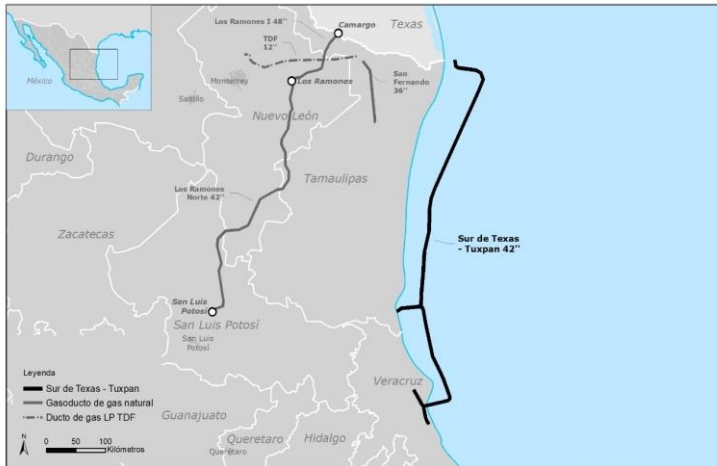 México
Los Ramones I 48"
Camargo
Texas
TDF
12"
Monterrey
Los Ramones
San
Fernando
36"
Saltillo
Nuevo León
Durango
Tamaulipas
Los Ramones
Norte 42"
Zacatecas
Sur de Texas
- Tuxpan 42"
San Luis
Potosí
San Luis Potosí
San Luis
Potosí
Leyenda
Sur de Texas - Tuxpan
Gasoducto de gas natural
Ducto de gas LP TDF
Veracruz
Guanajuato
Queretaro
Hidalgo
Querétaro
N
0 50 100
Kilómeters